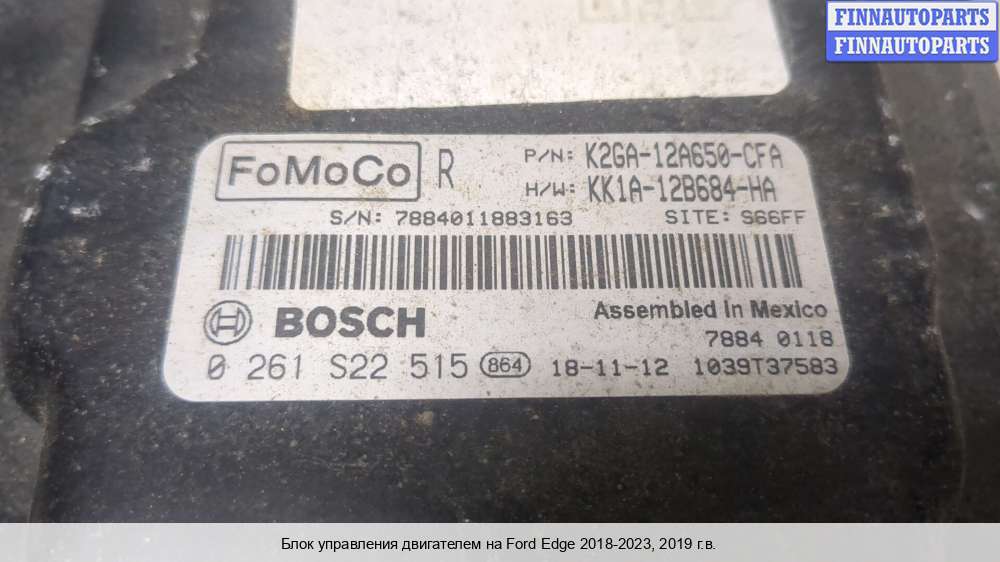 FINNAUTOPARTS
FINNAUTOPARTS
FoMoCo R P/N: K2GA-12A650-CFA
H/W: KK1A-12B684-HA
S/N: 7884011883163 SITE: S66FF
BOSCH Assembled In Mexico
7884 0118
0 261 S22 515 864 18-11-12 1039T37583
Блок управления двигателем на Ford Edge 2018-2023, 2019 г.в.